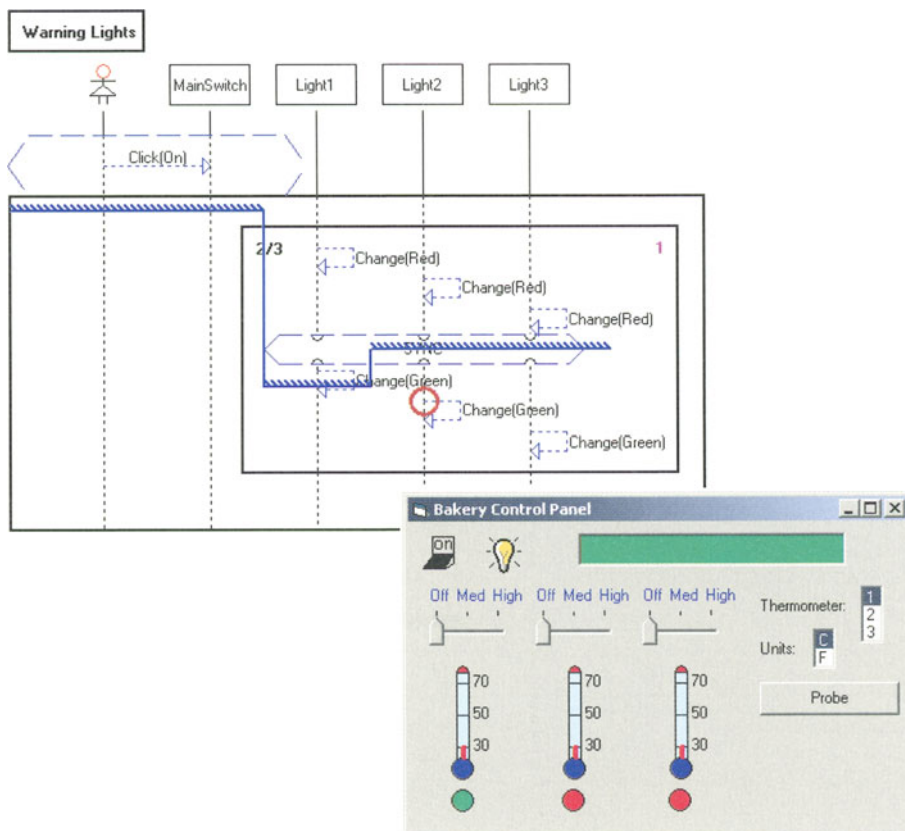 Warning Lights
MainSwitch
Light1
Light2
Light3
Click(On)
2/3
1
Change(Red)
Change(Red)
Change(Red)
SYNC
Change(Green)
Change(Green)
Change(Green)
Bakery Control Panel
on
Off Med High
Off Med High
Off Med High
Thermometer:
1
2
3
Units:
C
F
Probe
70
50
30
70
50
30
70
50
30